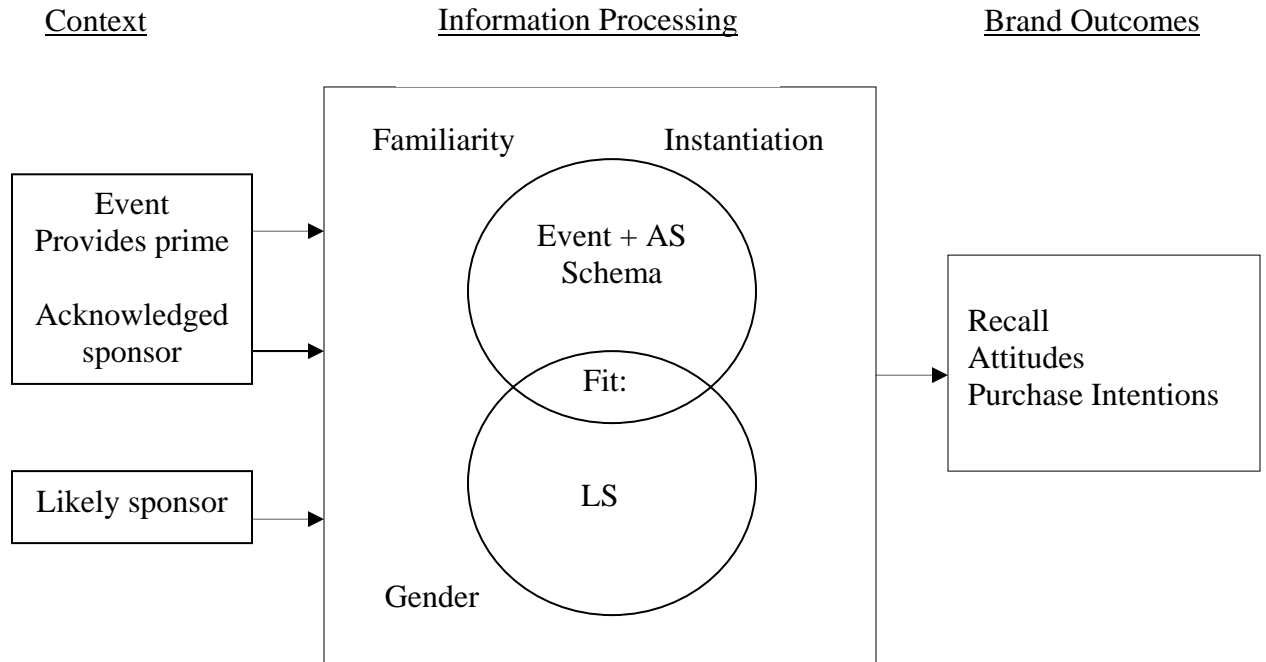 Context
Information Processing
Brand Outcomes
Familiarity
Instantiation
Event
Provides prime
Acknowledged
sponsor
Likely sponsor
Event + AS
Schema
Fit:
LS
Gender
Recall
Attitudes
Purchase Intentions